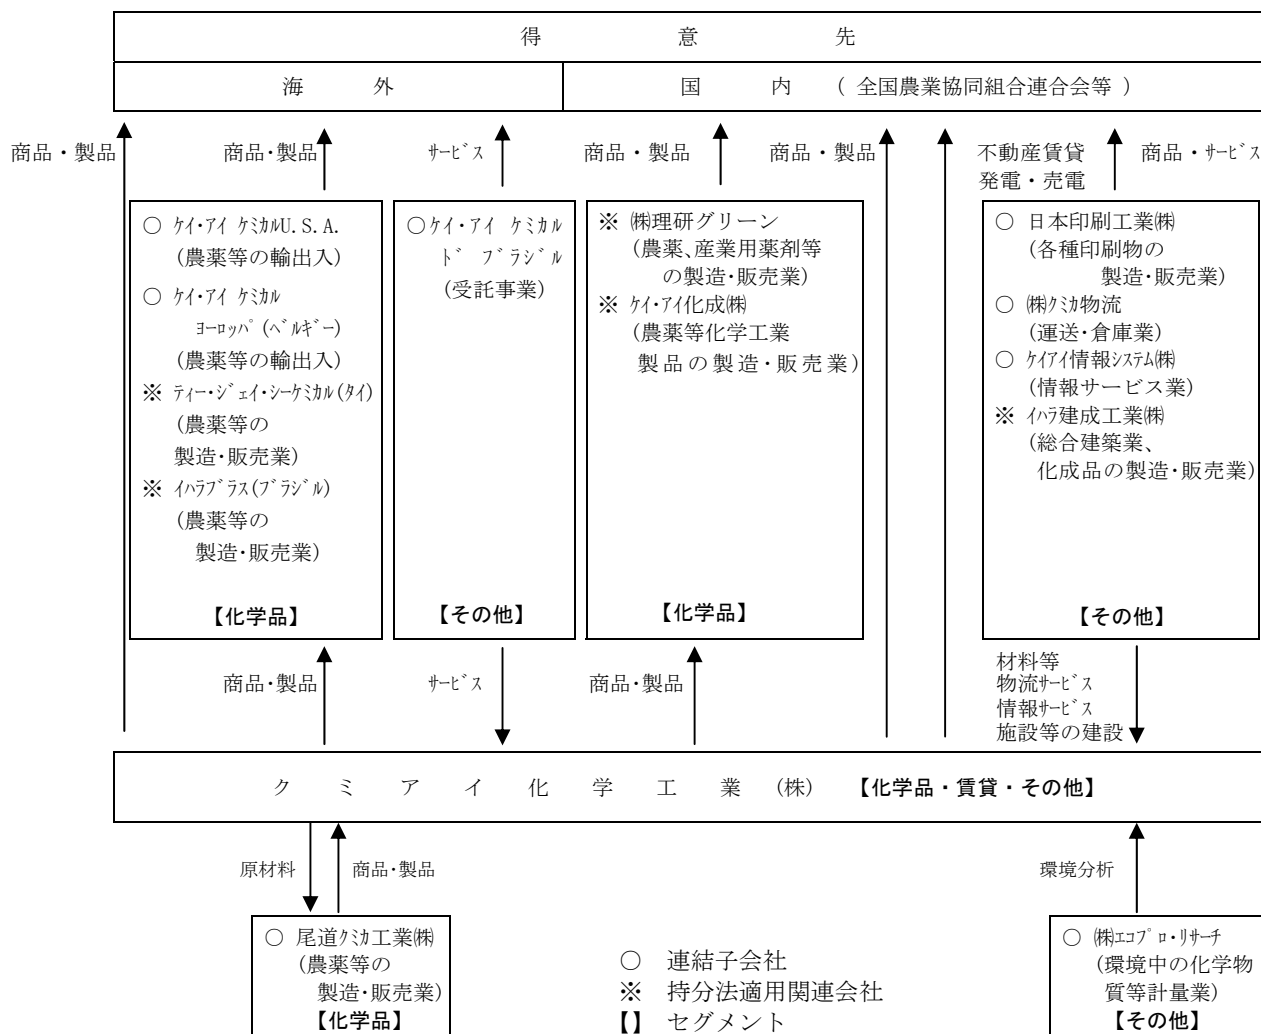 得意先
海外
国内 ( 全国農業協同組合連合会等 )
商品・製品
商品・製品
ｻｰﾋﾞｽ
商品・製品
商品・製品
不動産賃貸
発電・売電
商品・サービス
○ ｹｲ･ｱｲ ｹﾐｶﾙU.S.A.
(農薬等の輸出入)
○ ｹｲ･ｱｲ ｹﾐｶﾙ
ﾖｰﾛｯﾊﾟ(ﾍﾞﾙｷﾞｰ)
(農薬等の輸出入)
※ ﾃｨｰ･ｼﾞｪｲ･ｼｰｹﾐｶﾙ(ﾀｲ)
(農薬等の
製造･販売業)
※ ｲﾊﾗﾌﾞﾗｽ(ﾌﾞﾗｼﾞﾙ)
(農薬等の
製造･販売業)
【化学品】
○ｹｲ･ｱｲ ｹﾐｶﾙ
ﾄﾞ ﾌﾞﾗｼﾞﾙ
(受託事業)
【その他】
※ ㈱理研グリーン
(農薬､産業用薬剤等
の製造･販売業)
※ ｹｲ･ｱｲ化成㈱
(農薬等化学工業
製品の製造･販売業)
【化学品】
○ 日本印刷工業㈱
(各種印刷物の
製造･販売業)
○ ㈱ｸﾐｶ物流
(運送･倉庫業)
○ ｹｲｱｲ情報ｼｽﾃﾑ㈱
(情報サービス業)
※ ｲﾊﾗ建成工業㈱
(総合建築業、
化成品の製造･販売業)
【その他】
商品･製品
ｻｰﾋﾞｽ
商品･製品
材料等
物流ｻｰﾋﾞｽ
情報ｻｰﾋﾞｽ
施設等の建設
クミアイ化学工業(株) 【化学品・賃貸・その他】
原材料
商品･製品
環境分析
○ 尾道ｸﾐｶ工業㈱
(農薬等の
製造･販売業)
【化学品】
○ 連結子会社
※ 持分法適用関連会社
【】 セグメント
○ ㈱ｴｺﾌﾟﾛ･ﾘｻｰﾁ
(環境中の化学物
質等計量業)
【その他】